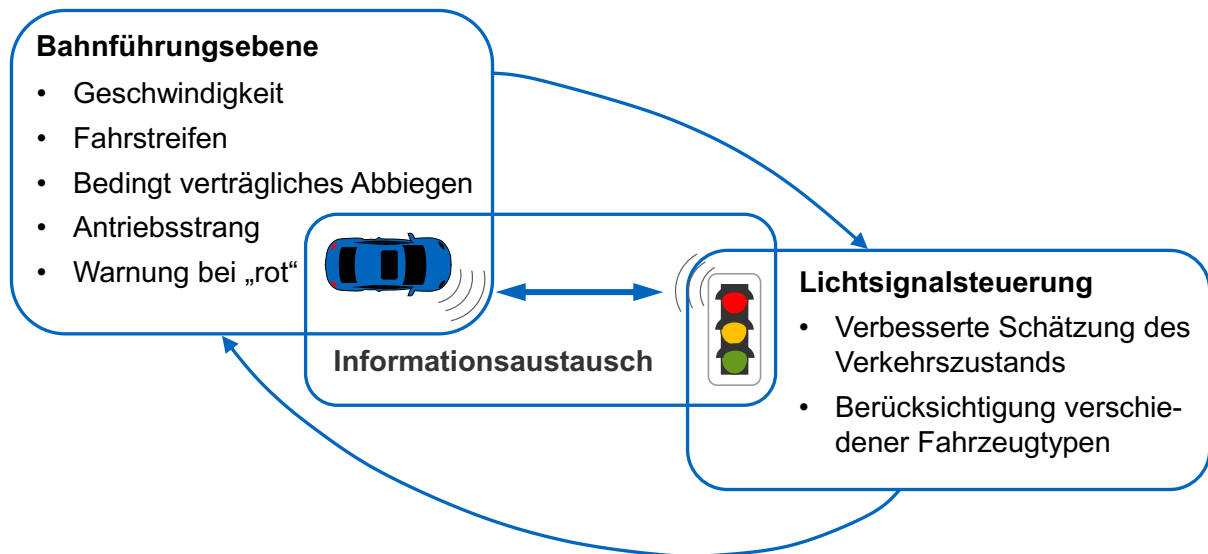 Bahnführungsebene
• Geschwindigkeit
• Fahrstreifen
• Bedingt verträgliches Abbiegen
• Antriebsstrang
• Warnung bei „rot“
Informationsaustausch
Lichtsignalsteuerung
• Verbesserte Schätzung des
Verkehrszustands
• Berücksichtigung verschie-
dener Fahrzeugtypen